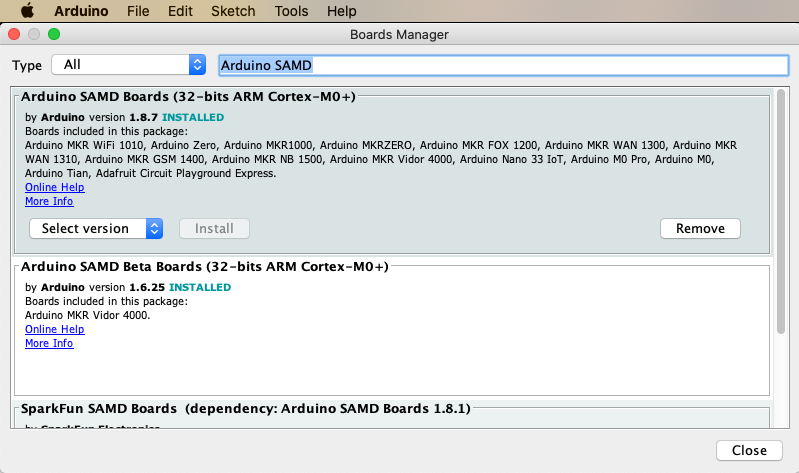 Arduino File Edit Sketch Tools Help
Boards Manager
Type All Arduino SAMD
Arduino SAMD Boards (32-bits ARM Cortex-M0+)
by Arduino version 1.8.7 INSTALLED
Boards included in this package:
Arduino MKR WiFi 1010, Arduino Zero, Arduino MKR1000, Arduino MKRZERO, Arduino MKR FOX 1200, Arduino MKR WAN 1300, Arduino MKR
WAN 1310, Arduino MKR GSM 1400, Arduino MKR NB 1500, Arduino MKR Vidor 4000, Arduino Nano 33 IoT, Arduino M0 Pro, Arduino M0,
Arduino Tian, Adafruit Circuit Playground Express.
Online Help
More Info
Select version Install Remove
Arduino SAMD Beta Boards (32-bits ARM Cortex-M0+)
by Arduino version 1.6.25 INSTALLED
Boards included in this package:
Arduino MKR Vidor 4000.
Online Help
More Info
SparkFun SAMD Boards (dependency: Arduino SAMD Boards 1.8.1)
by SparkFun Electronics
Close